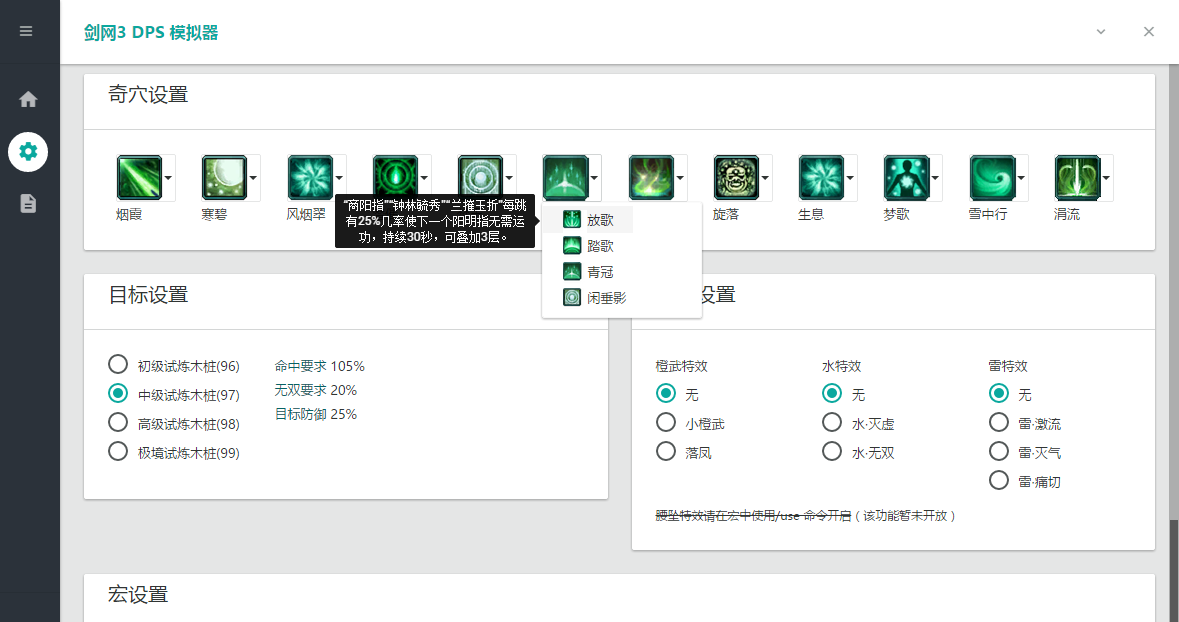 剑网3 DPS 模拟器
奇穴设置
烟霞
寒碧
风烟翠
旋落
生息
梦歌
雪中行
涓流
“商阳指”“钟林毓秀”“兰摧玉折”每跳
有25%几率使下一个阳明指无需运
功，持续30秒，可叠加3层。
放歌
踏歌
青冠
闲垂影
目标设置
初级试炼木桩(96)
中级试炼木桩(97)
高级试炼木桩(98)
极境试炼木桩(99)
命中要求 105%
无双要求 20%
目标防御 25%
设置
橙武特效
无
小橙武
落凤
水特效
无
水·灭虚
水·无双
雷特效
无
雷·激流
雷·灭气
雷·痛切
腰坠特效请在宏中使用/use 命令开启（该功能暂未开放）
宏设置